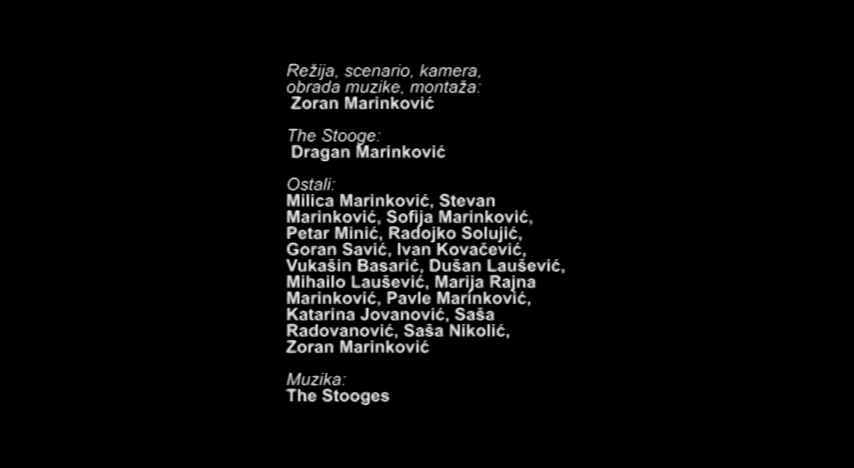 Režija, scenario, kamera,
obrada muzike, montaža:
Zoran Marinković
The Stooge:
Dragan Marinković
Ostali:
Milica Marinković, Stevan
Marinković, Sofija Marinković,
Petar Minić, Radojko Solujić,
Goran Savić, Ivan Kovačević,
Vukašin Basarić, Dušan Laušević,
Mihailo Laušević, Marija Rajna
Marinković, Pavle Marinković,
Katarina Jovanović, Saša
Radovanović, Saša Nikolić,
Zoran Marinković
Muzika:
The Stooges